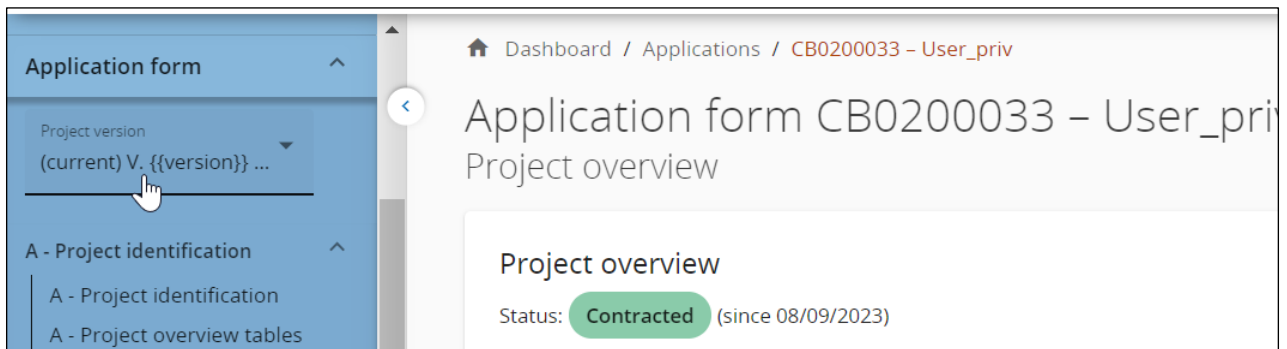 Application form
Project version
(current) V. {{version}} ...
A - Project identification
A - Project identification
A - Project overview tables
Dashboard / Applications / CB0200033 – User_priv
Application form CB0200033 – User_priv
Project overview
Project overview
Status: Contracted (since 08/09/2023)